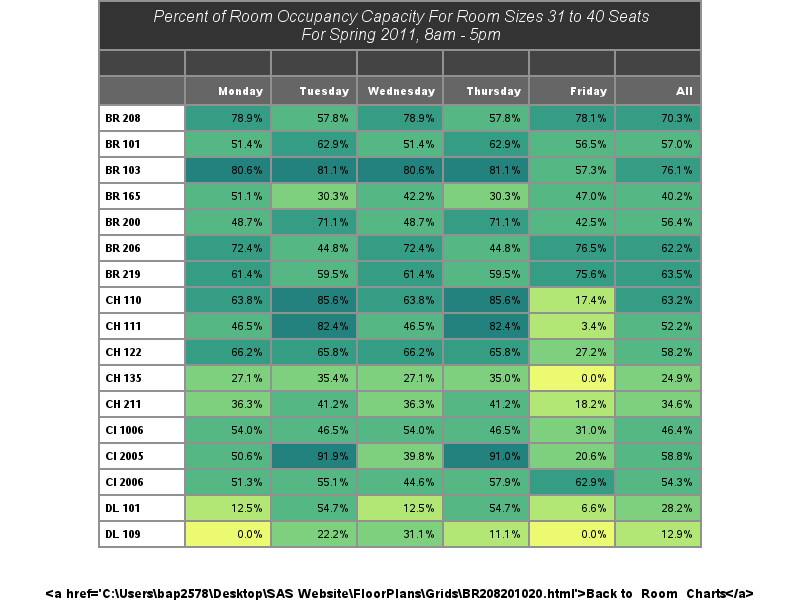 Percent of Room Occupancy Capacity For Room Sizes 31 to 40 Seats
For Spring 2011, 8am - 5pm
Monday Tuesday Wednesday Thursday Friday All
BR 208 78.9% 57.8% 78.9% 57.8% 78.1% 70.3%
BR 101 51.4% 62.9% 51.4% 62.9% 56.5% 57.0%
BR 103 80.6% 81.1% 80.6% 81.1% 57.3% 76.1%
BR 165 51.1% 30.3% 42.2% 30.3% 47.0% 40.2%
BR 200 48.7% 71.1% 48.7% 71.1% 42.5% 56.4%
BR 206 72.4% 44.8% 72.4% 44.8% 76.5% 62.2%
BR 219 61.4% 59.5% 61.4% 59.5% 75.6% 63.5%
CH 110 63.8% 85.6% 63.8% 85.6% 17.4% 63.2%
CH 111 46.5% 82.4% 46.5% 82.4% 3.4% 52.2%
CH 122 66.2% 65.8% 66.2% 65.8% 27.2% 58.2%
CH 135 27.1% 35.4% 27.1% 35.0% 0.0% 24.9%
CH 211 36.3% 41.2% 36.3% 41.2% 18.2% 34.6%
CI 1006 54.0% 46.5% 54.0% 46.5% 31.0% 46.4%
CI 2005 50.6% 91.9% 39.8% 91.0% 20.6% 58.8%
CI 2006 51.3% 55.1% 44.6% 57.9% 62.9% 54.3%
DL 101 12.5% 54.7% 12.5% 54.7% 6.6% 28.2%
DL 109 0.0% 22.2% 31.1% 11.1% 0.0% 12.9%
<a href='C:\Users\bap2578\Desktop\SAS Website\FloorPlans\Grids\BR208201020.html'>Back to Room Charts</a>